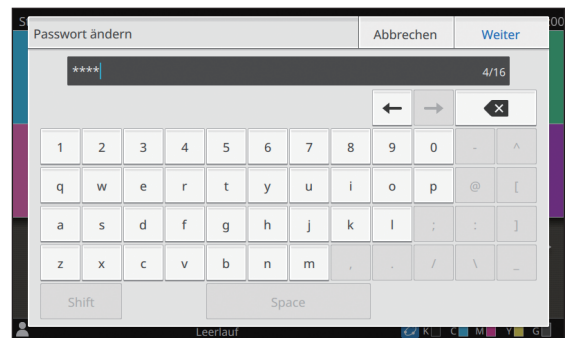 Passwort ändern Abbrechen Weiter
**** 4/16
← →
1 2 3 4 5 6 7 8 9 0 - ^
q w e r t y u i o p @ [
a s d f g h j k l ; : ]
z x c v b n m , . / \ _
Shift Space
Leerlauf K C M Y G